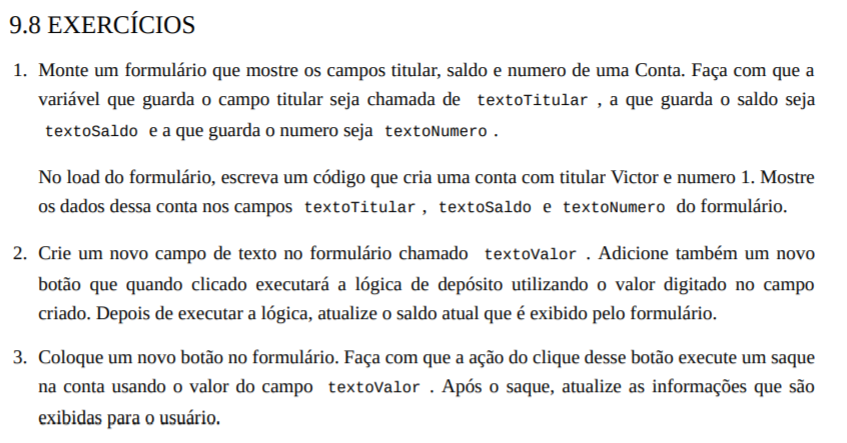 9.8 EXERCÍCIOS
1. Monte um formulário que mostre os campos titular, saldo e numero de uma Conta. Faça com que a
variável que guarda o campo titular seja chamada de textoTitular , a que guarda o saldo seja
textoSaldo e a que guarda o numero seja textoNumero .
No load do formulário, escreva um código que cria uma conta com titular Victor e numero 1. Mostre
os dados dessa conta nos campos textoTitular , textoSaldo e textoNumero do formulário.
2. Crie um novo campo de texto no formulário chamado textoValor . Adicione também um novo
botão que quando clicado executará a lógica de depósito utilizando o valor digitado no campo
criado. Depois de executar a lógica, atualize o saldo atual que é exibido pelo formulário.
3. Coloque um novo botão no formulário. Faça com que a ação do clique desse botão execute um saque
na conta usando o valor do campo textoValor . Após o saque, atualize as informações que são
exibidas para o usuário.